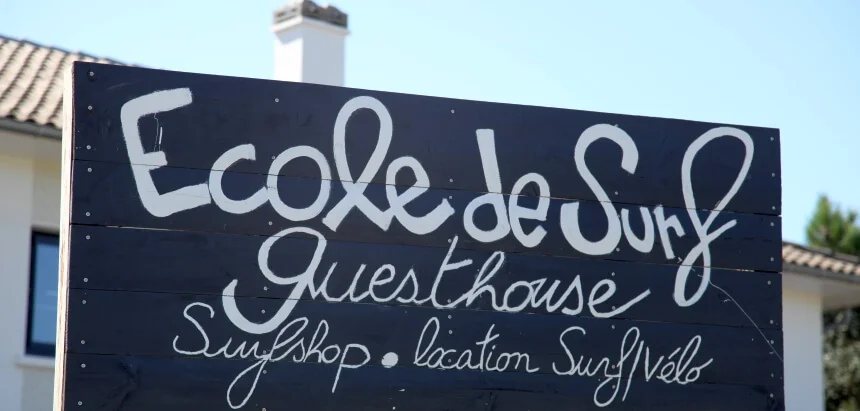 Ecole de Surf
guesthouse
Surfshop • location Surf/Vélo